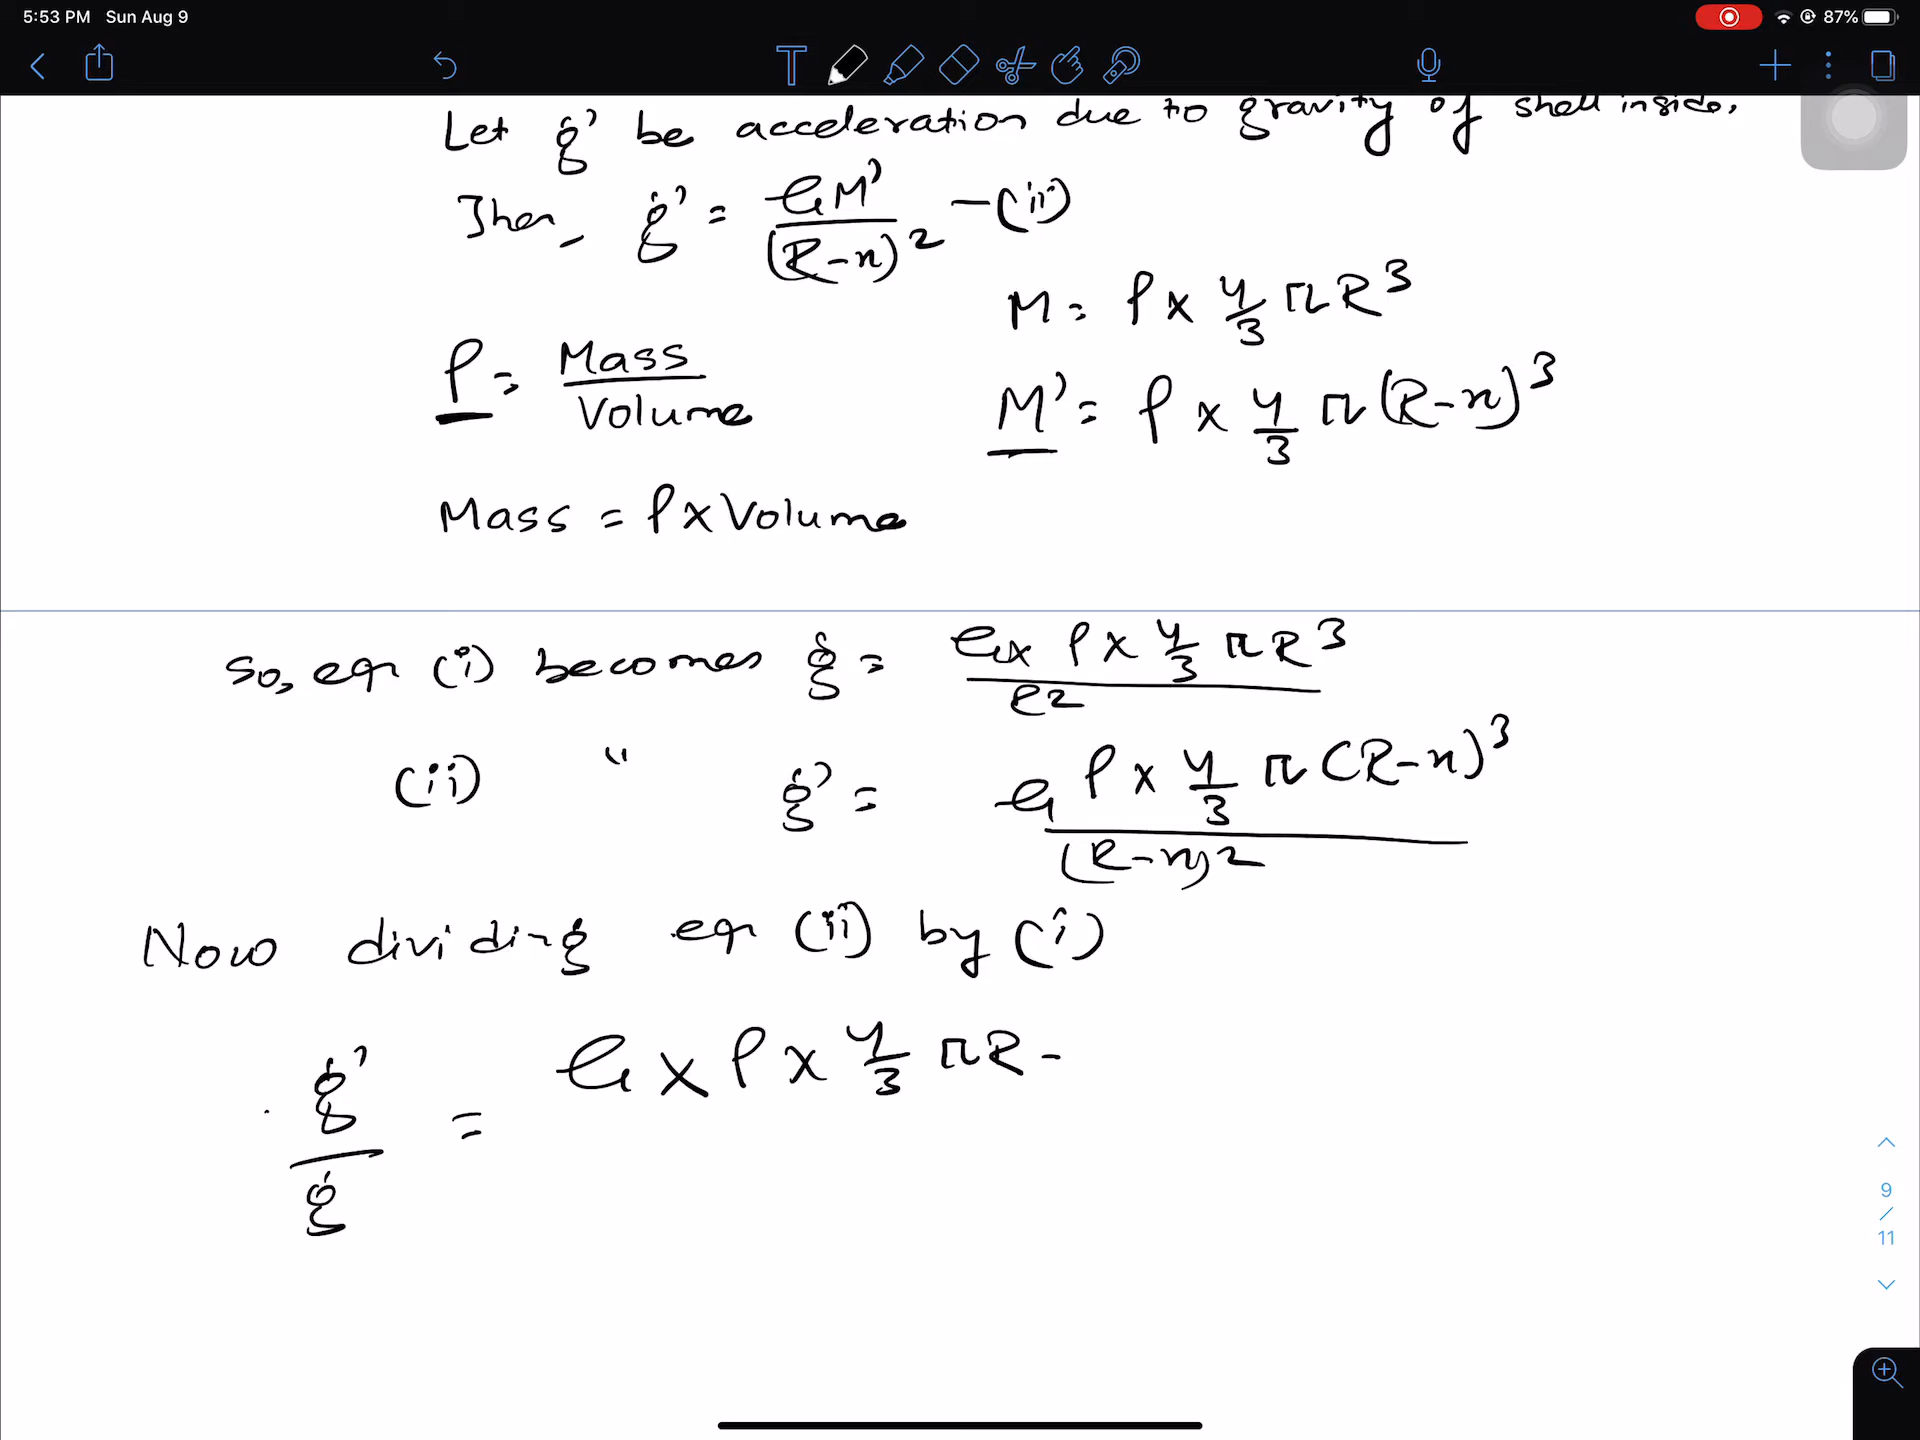 5:53 PM Sun Aug 9 87%
Let g' be acceleration due to gravity of shell inside.
Then, g' = GM'/(R-x)² - (ii)
M = ρ x 4/3 πR³
ρ = Mass/Volume
M' = ρ x 4/3 π(R-x)³
Mass = ρ x Volume
So, eqn (i) becomes g = G x ρ x 4/3 πR³/R²
(ii) " g' = G ρ x 4/3 π(R-x)³/(R-x)²
Now dividing eqn (ii) by (i)
g'/g = G x ρ x 4/3 πR -
9
/
11